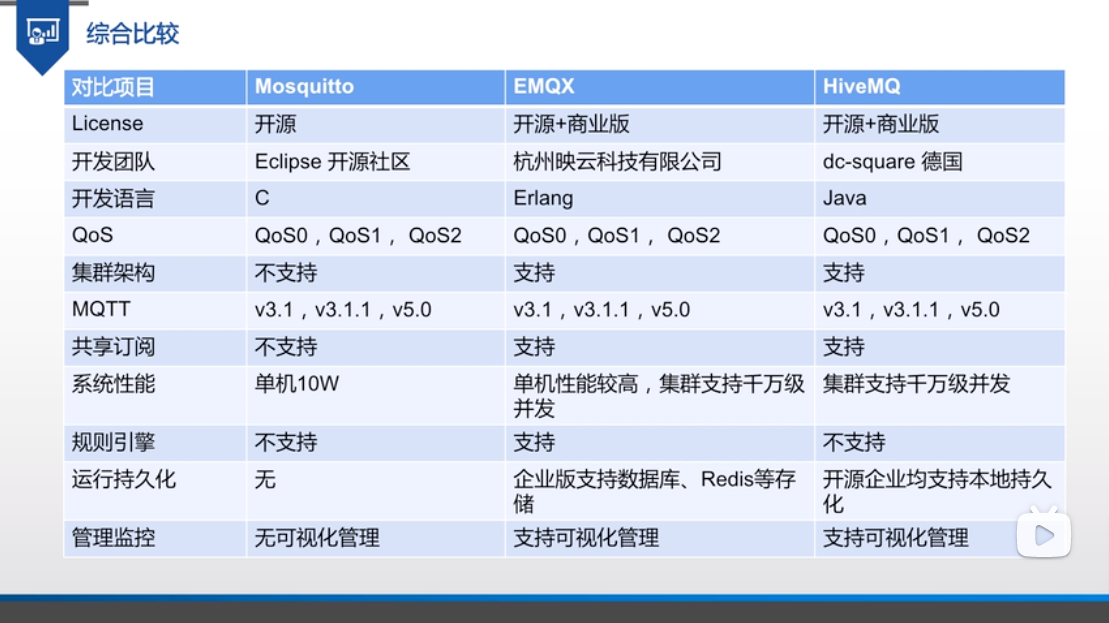 综合比较
对比项目 Mosquitto EMQX HiveMQ
License 开源 开源+商业版 开源+商业版
开发团队 Eclipse 开源社区 杭州映云科技有限公司 dc-square 德国
开发语言 C Erlang Java
QoS QoS0，QoS1， QoS2 QoS0，QoS1， QoS2 QoS0，QoS1， QoS2
集群架构 不支持 支持 支持
MQTT v3.1，v3.1.1，v5.0 v3.1，v3.1.1，v5.0 v3.1，v3.1.1，v5.0
共享订阅 不支持 支持 支持
系统性能 单机10W 单机性能较高，集群支持千万级 集群支持千万级并发
并发
规则引擎 不支持 支持 不支持
运行持久化 无 企业版支持数据库、Redis等存 开源企业均支持本地持久
储 化
管理监控 无可视化管理 支持可视化管理 支持可视化管理